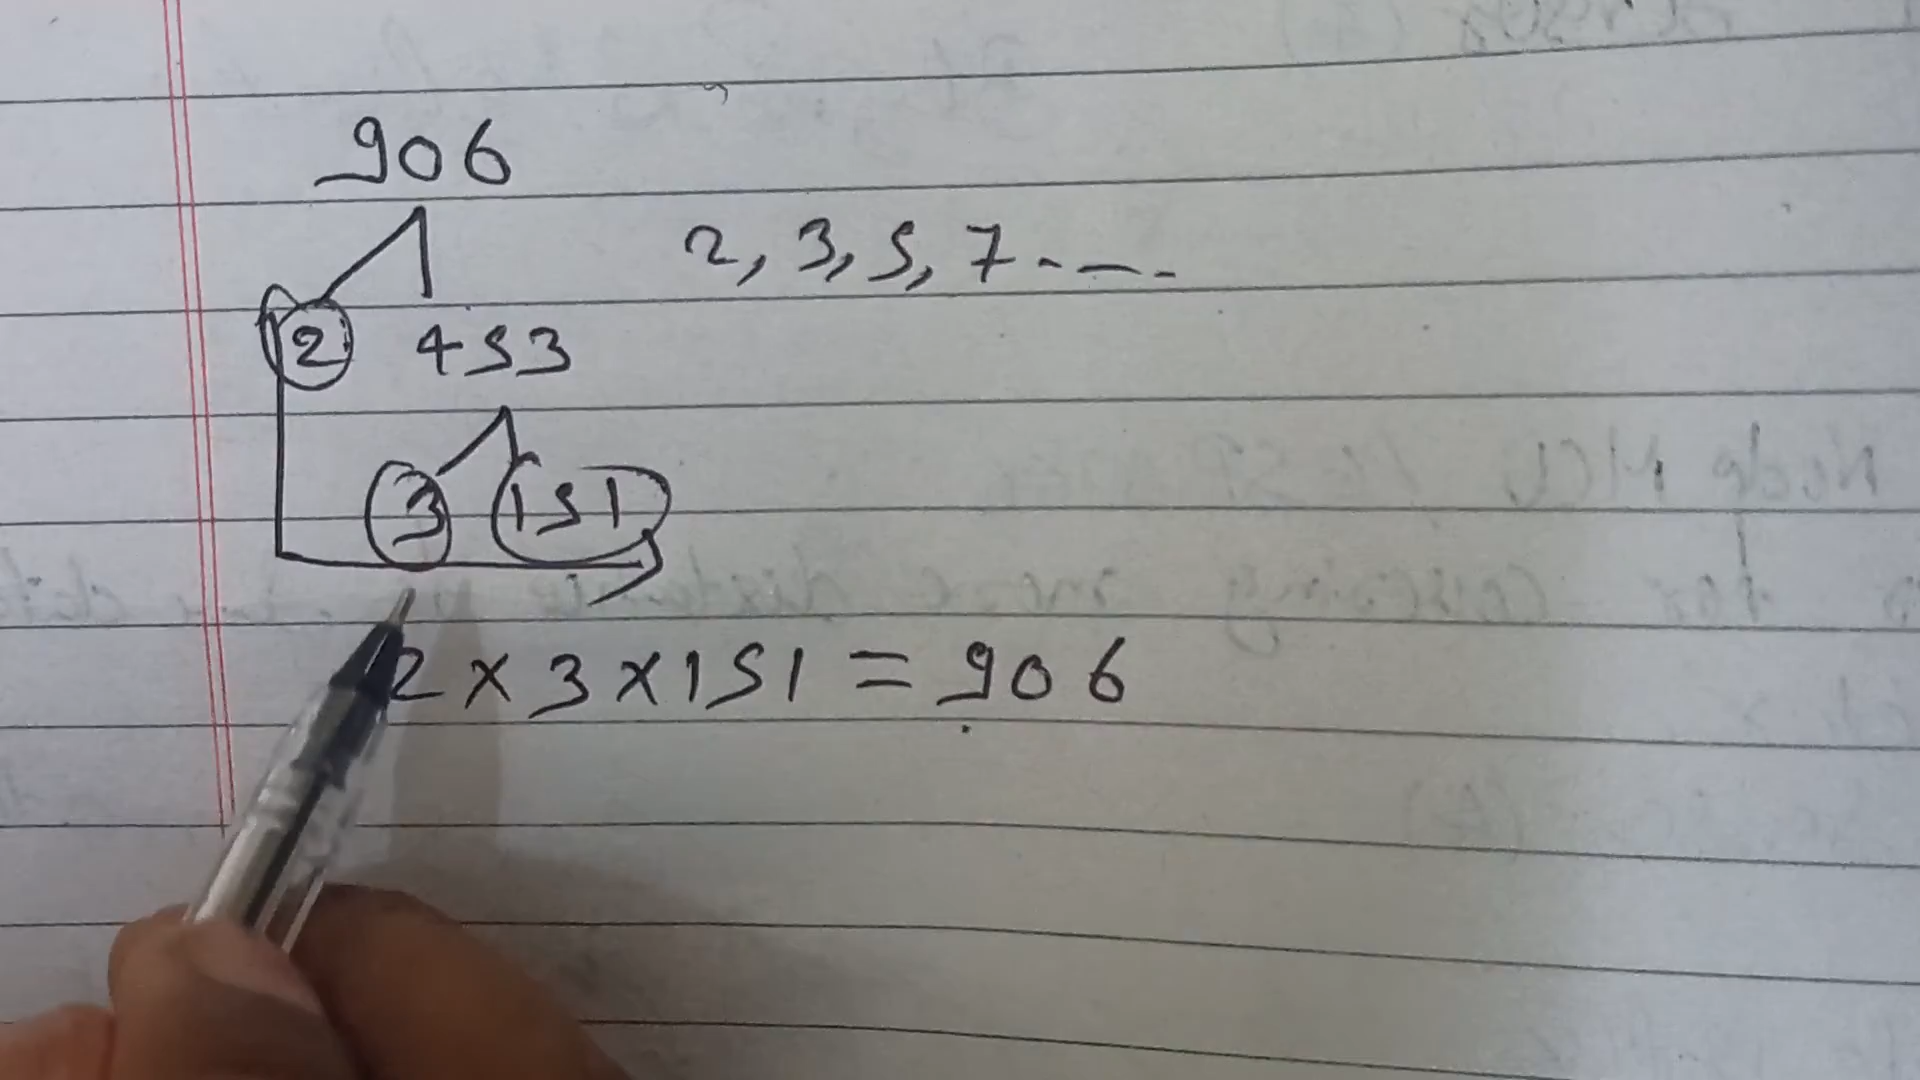 906
2, 3, 5, 7 - - -
2 453
3 151
2 × 3 × 151 = 906